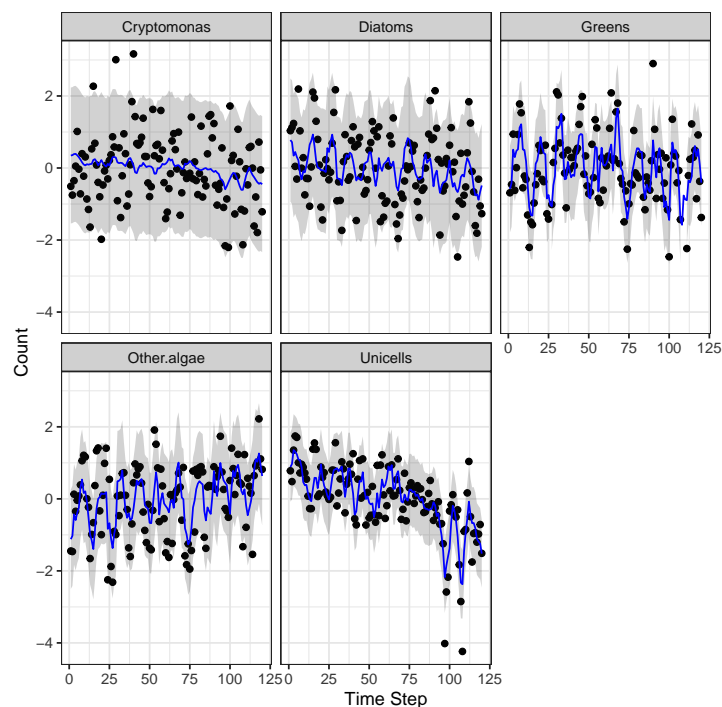 Cryptomonas Diatoms Greens
2
0
−2
−4
0 25 50 75 100 125
Count
Other.algae Unicells
2
0
−2
−4
0 25 50 75 100 125 0 25 50 75 100 125
Time Step